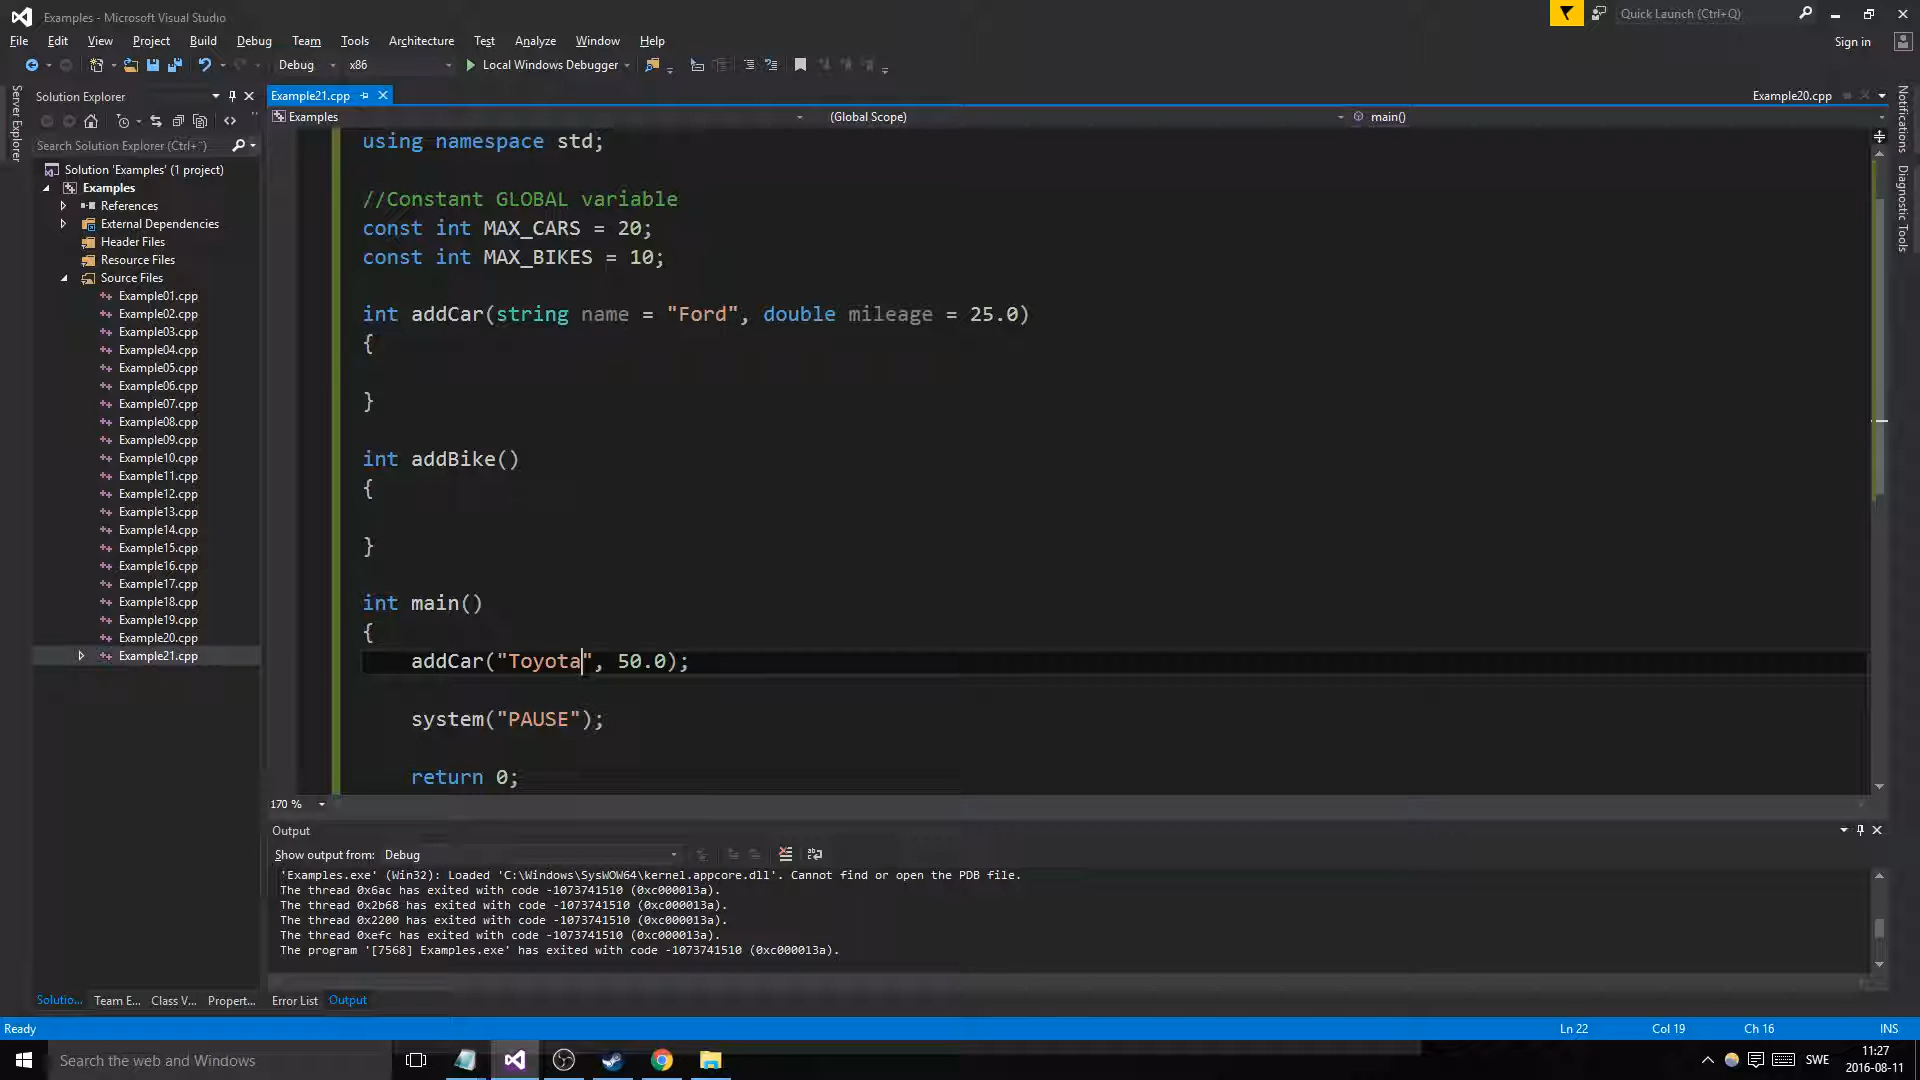 Examples - Microsoft Visual Studio
Quick Launch (Ctrl+Q)
File Edit View Project Build Debug Team Tools Architecture Test Analyze Window Help
Sign in
Debug x86 Local Windows Debugger
Server Explorer
Solution Explorer
Search Solution Explorer (Ctrl+¨)
Solution 'Examples' (1 project)
Examples
References
External Dependencies
Header Files
Resource Files
Source Files
Example01.cpp
Example02.cpp
Example03.cpp
Example04.cpp
Example05.cpp
Example06.cpp
Example07.cpp
Example08.cpp
Example09.cpp
Example10.cpp
Example11.cpp
Example12.cpp
Example13.cpp
Example14.cpp
Example15.cpp
Example16.cpp
Example17.cpp
Example18.cpp
Example19.cpp
Example20.cpp
Example21.cpp
Soluti​o... Team E... Class V... Propert...
Example21.cpp
Example20.cpp
Examples (Global Scope) main()
using namespace std;
//Constant GLOBAL variable
const int MAX_CARS = 20;
const int MAX_BIKES = 10;
int addCar(string name = "Ford", double mileage = 25.0)
{
}
int addBike()
{
}
int main()
{
addCar("Toyota", 50.0);
system("PAUSE");
return 0;
170 %
Output
Show output from: Debug
'Examples.exe' (Win32): Loaded 'C:\Windows\SysWOW64\kernel.appcore.dll'. Cannot find or open the PDB file.
The thread 0x6ac has exited with code -1073741510 (0xc000013a).
The thread 0x2b68 has exited with code -1073741510 (0xc000013a).
The thread 0x2200 has exited with code -1073741510 (0xc000013a).
The thread 0xefc has exited with code -1073741510 (0xc000013a).
The program '[7568] Examples.exe' has exited with code -1073741510 (0xc000013a).
Error List Output
Notifications
Diagnostic Tools
Ready
Ln 22 Col 19 Ch 16 INS
Search the web and Windows
SWE
11:27
2016-08-11